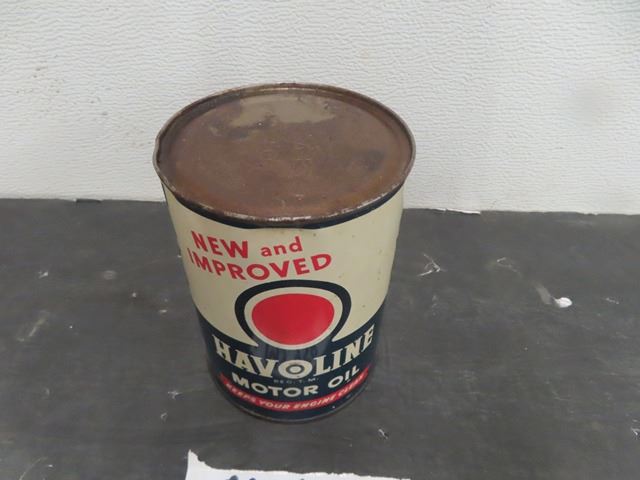 NEW and
IMPROVED
HAVOLINE
REG. T. M.
MOTOR OIL
KEEPS YOUR ENGINE CLEAN